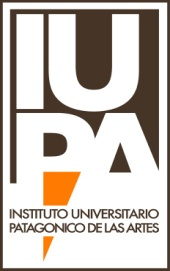 IU
PA
INSTITUTO UNIVERSITARIO
PATAGONICO DE LAS ARTES